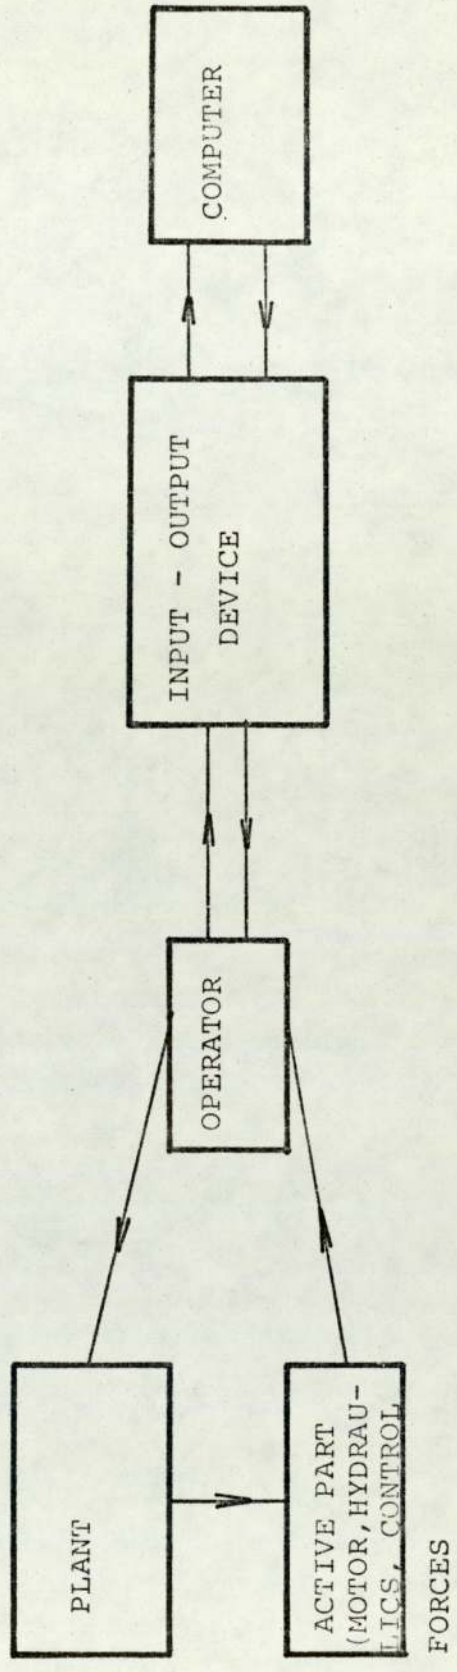 PLANT
ACTIVE PART
(MOTOR,HYDRAU-
LICS, CONTROL
FORCES
OPERATOR
INPUT - OUTPUT
DEVICE
COMPUTER